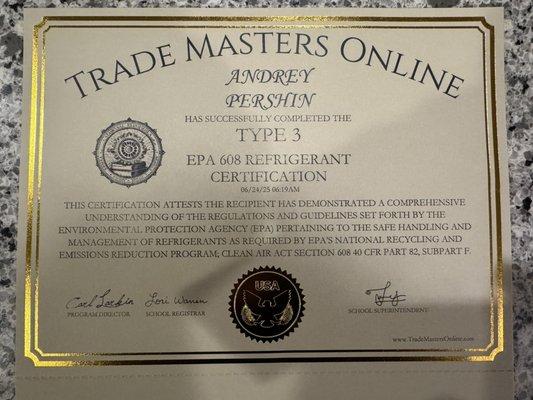 TRADE MASTERS ONLINE
ANDREY
PERSHIN
HAS SUCCESSFULLY COMPLETED THE
TYPE 3
EPA 608 REFRIGERANT
CERTIFICATION
06/24/25 06:19AM
THIS CERTIFICATION ATTESTS THE RECIPIENT HAS DEMONSTRATED A COMPREHENSIVE
UNDERSTANDING OF THE REGULATIONS AND GUIDELINES SET FORTH BY THE
ENVIRONMENTAL PROTECTION AGENCY (EPA) PERTAINING TO THE SAFE HANDLING AND
MANAGEMENT OF REFRIGERANTS AS REQUIRED BY EPA'S NATIONAL RECYCLING AND
EMISSIONS REDUCTION PROGRAM; CLEAN AIR ACT SECTION 608 40 CFR PART 82, SUBPART F.
USA
Carl Larkin
PROGRAM DIRECTOR
Lori Warren
SCHOOL REGISTRAR
SCHOOL SUPERINTENDENT
www.TradeMastersOnline.com